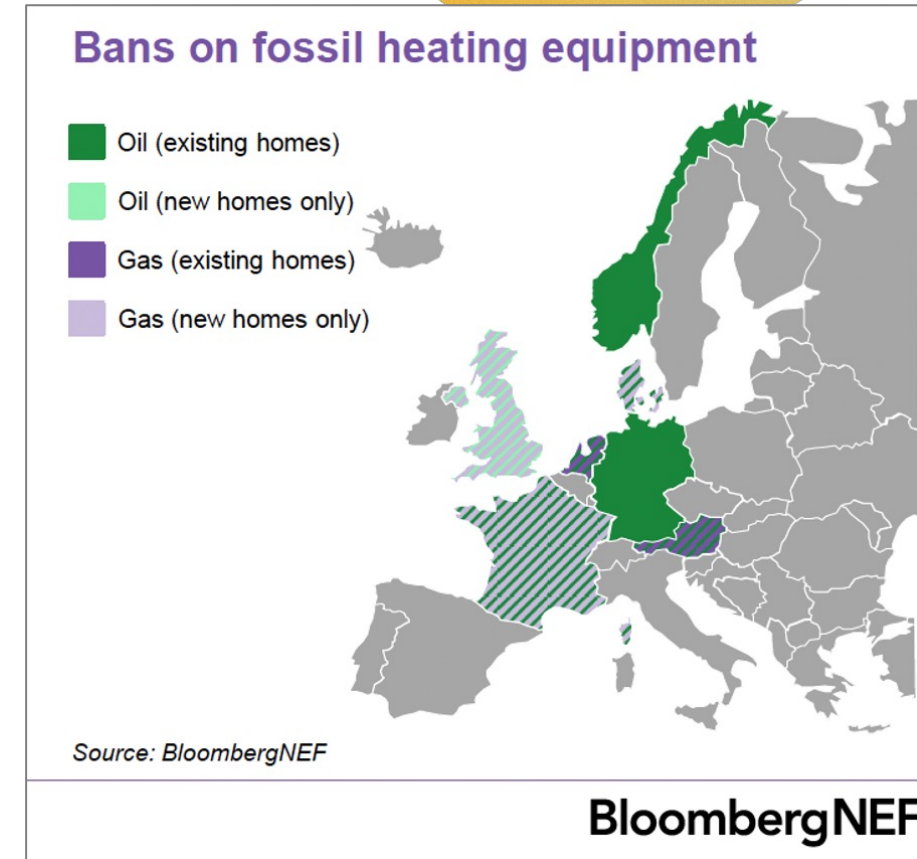 Bans on fossil heating equipment
Oil (existing homes)
Oil (new homes only)
Gas (existing homes)
Gas (new homes only)
Source: BloombergNEF
BloombergNEF